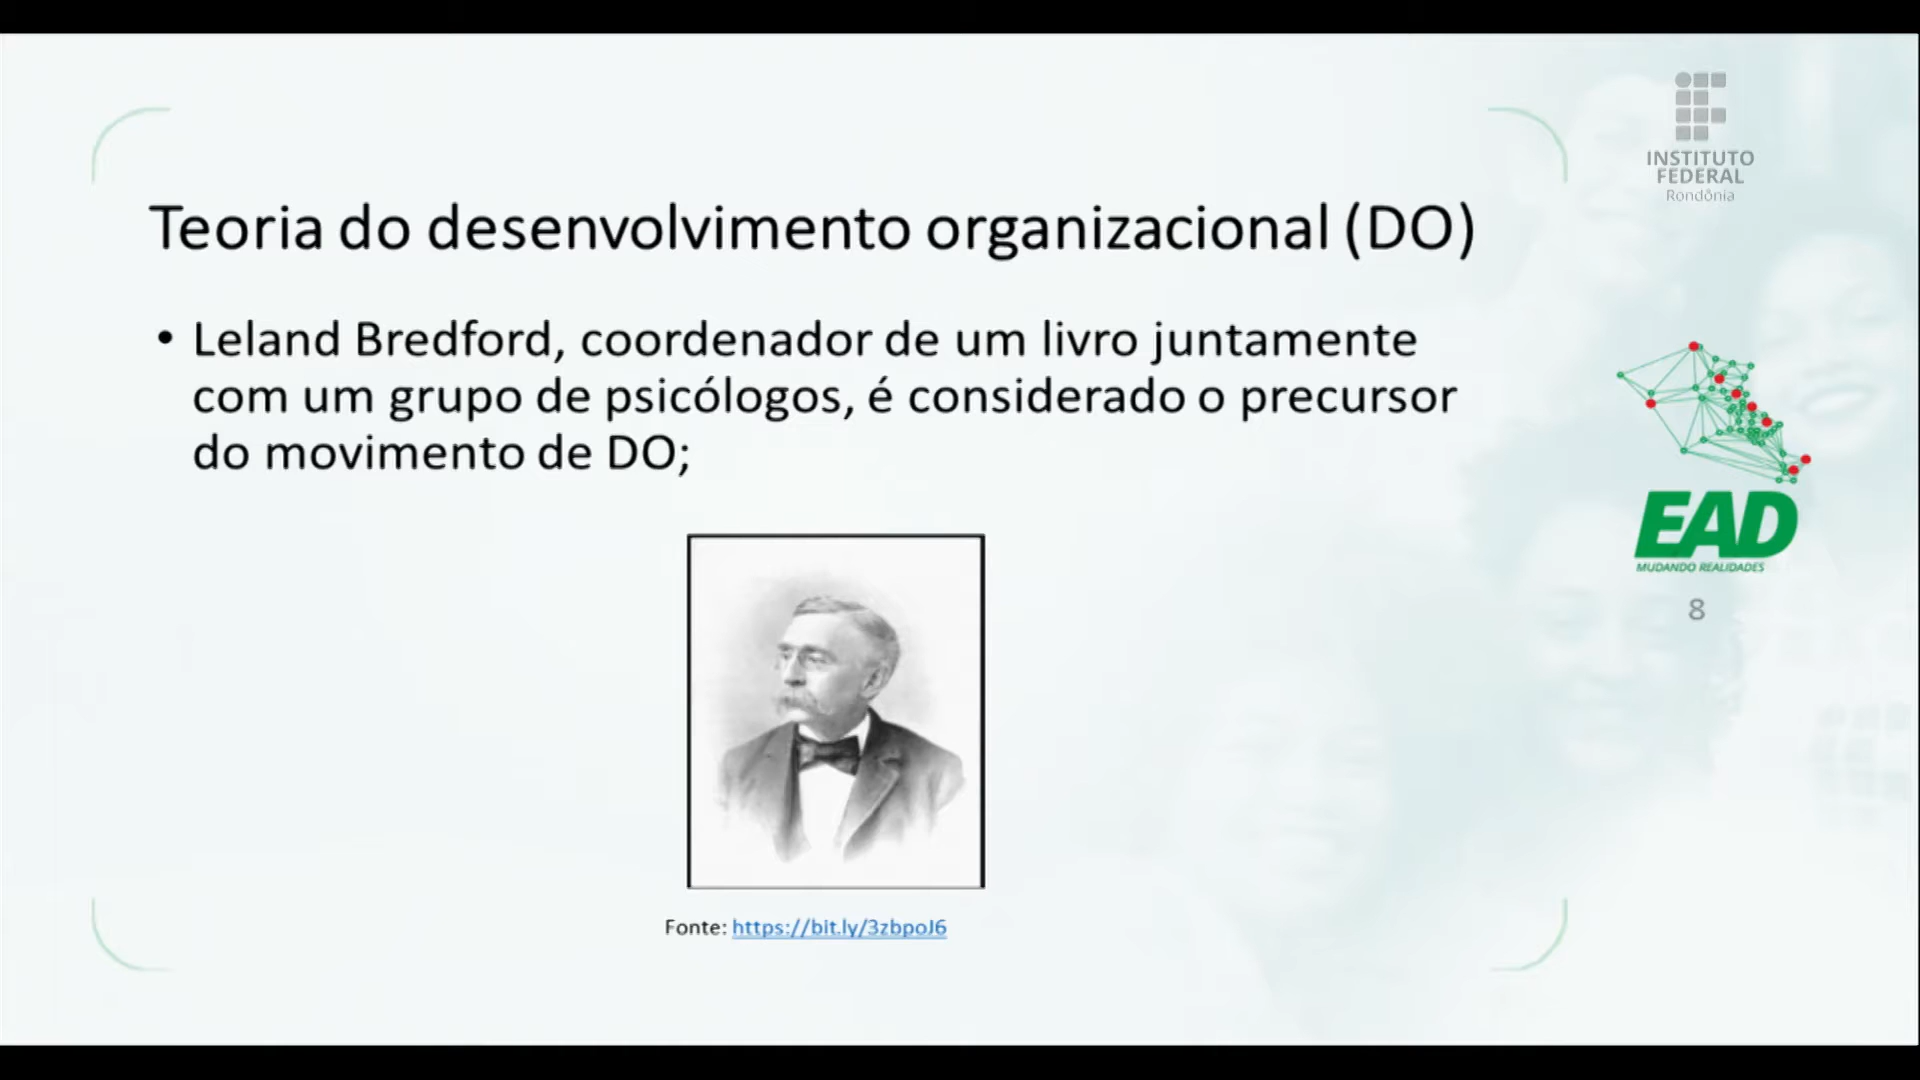 INSTITUTO
FEDERAL
Rondônia
Teoria do desenvolvimento organizacional (DO)
• Leland Bredford, coordenador de um livro juntamente
com um grupo de psicólogos, é considerado o precursor
do movimento de DO;
EAD
MUDANDO REALIDADES
8
Fonte: https://bit.ly/3zbpoJ6